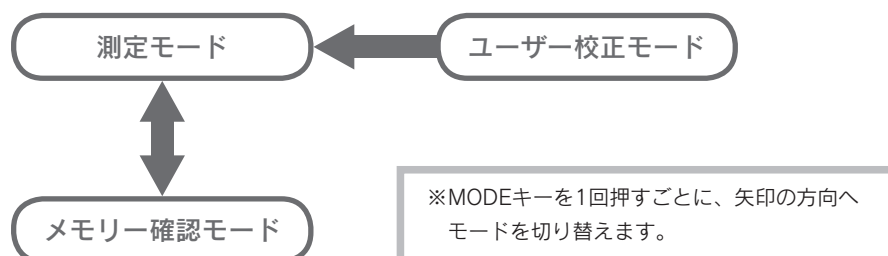 測定モード
ユーザー校正モード
メモリー確認モード
※MODEキーを1回押すごとに、矢印の方向へ
モードを切り替えます。